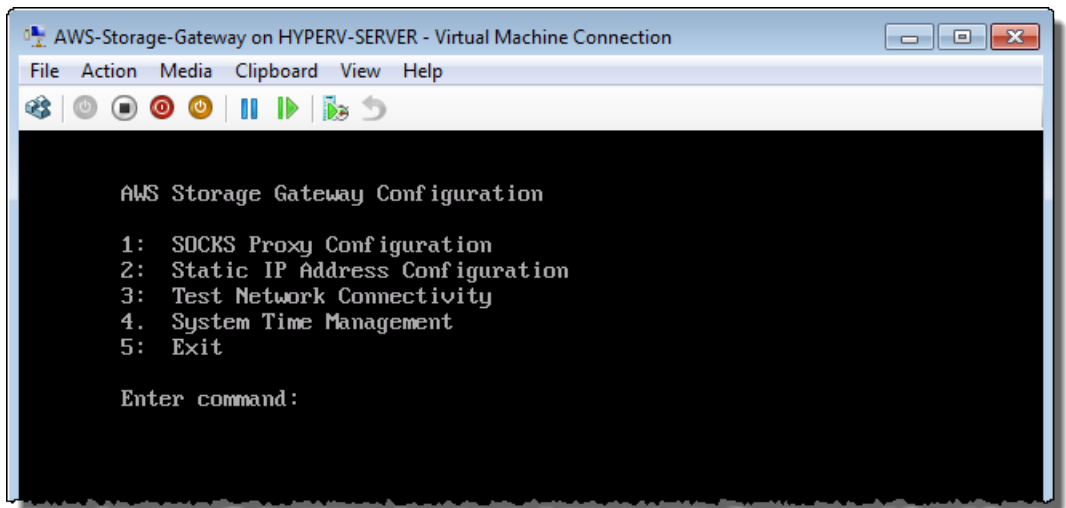 AWS-Storage-Gateway on HYPERV-SERVER - Virtual Machine Connection
File Action Media Clipboard View Help
AWS Storage Gateway Configuration
1: SOCKS Proxy Configuration
2: Static IP Address Configuration
3: Test Network Connectivity
4. System Time Management
5: Exit
Enter command: